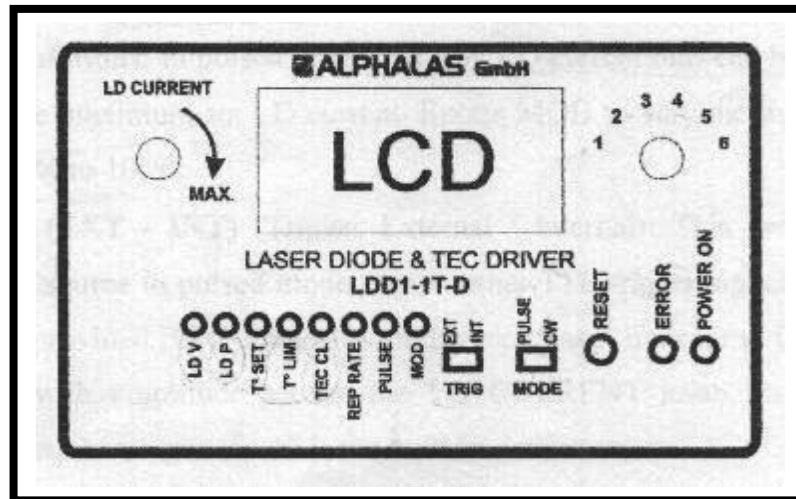 ALPHALAS GmbH
LD CURRENT
MAX.
LCD
1 2 3 4 5 6
LASER DIODE & TEC DRIVER
LDD1-1T-D
LD V
LD P
T° SET
T° LIM
TEC CL
REP RATE
PULSE
MOD
EXT
INT
TRIG
PULSE
CW
MODE
RESET
ERROR
POWER ON